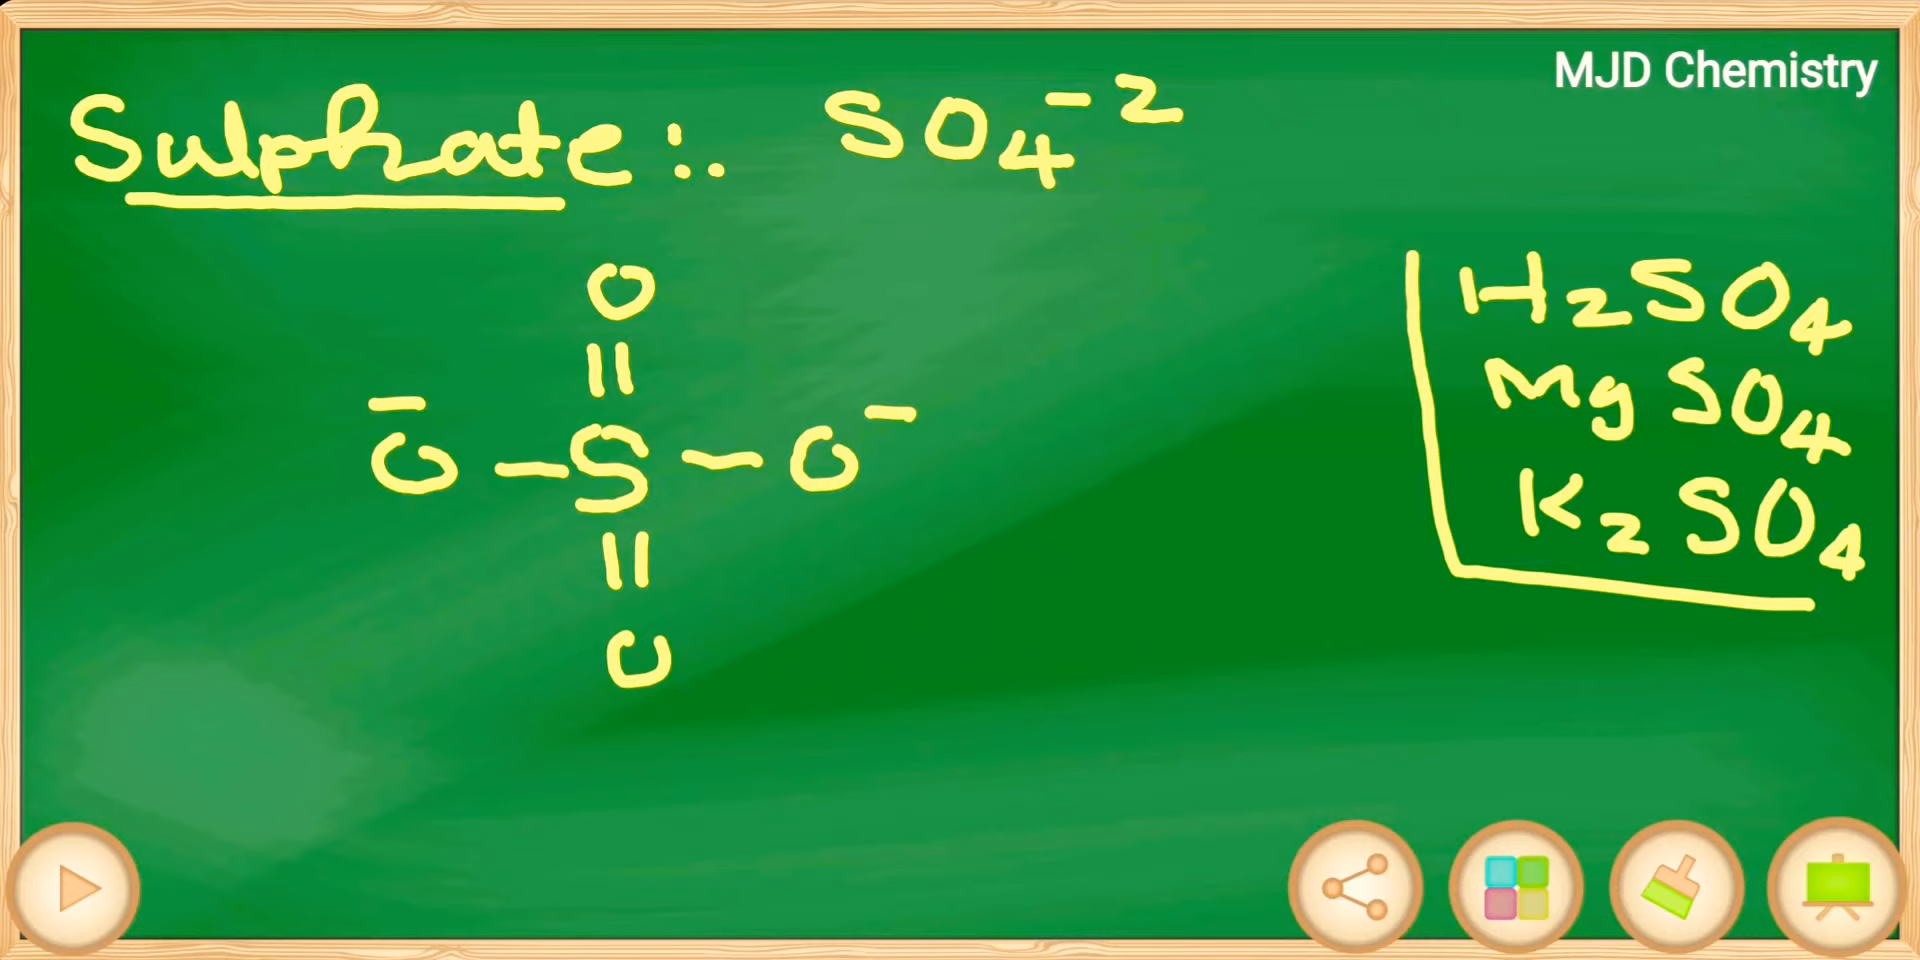 MJD Chemistry
Sulphate :. SO₄⁻²
O
||
⁻O – S – O⁻
||
O
H₂SO₄
MgSO₄
K₂SO₄